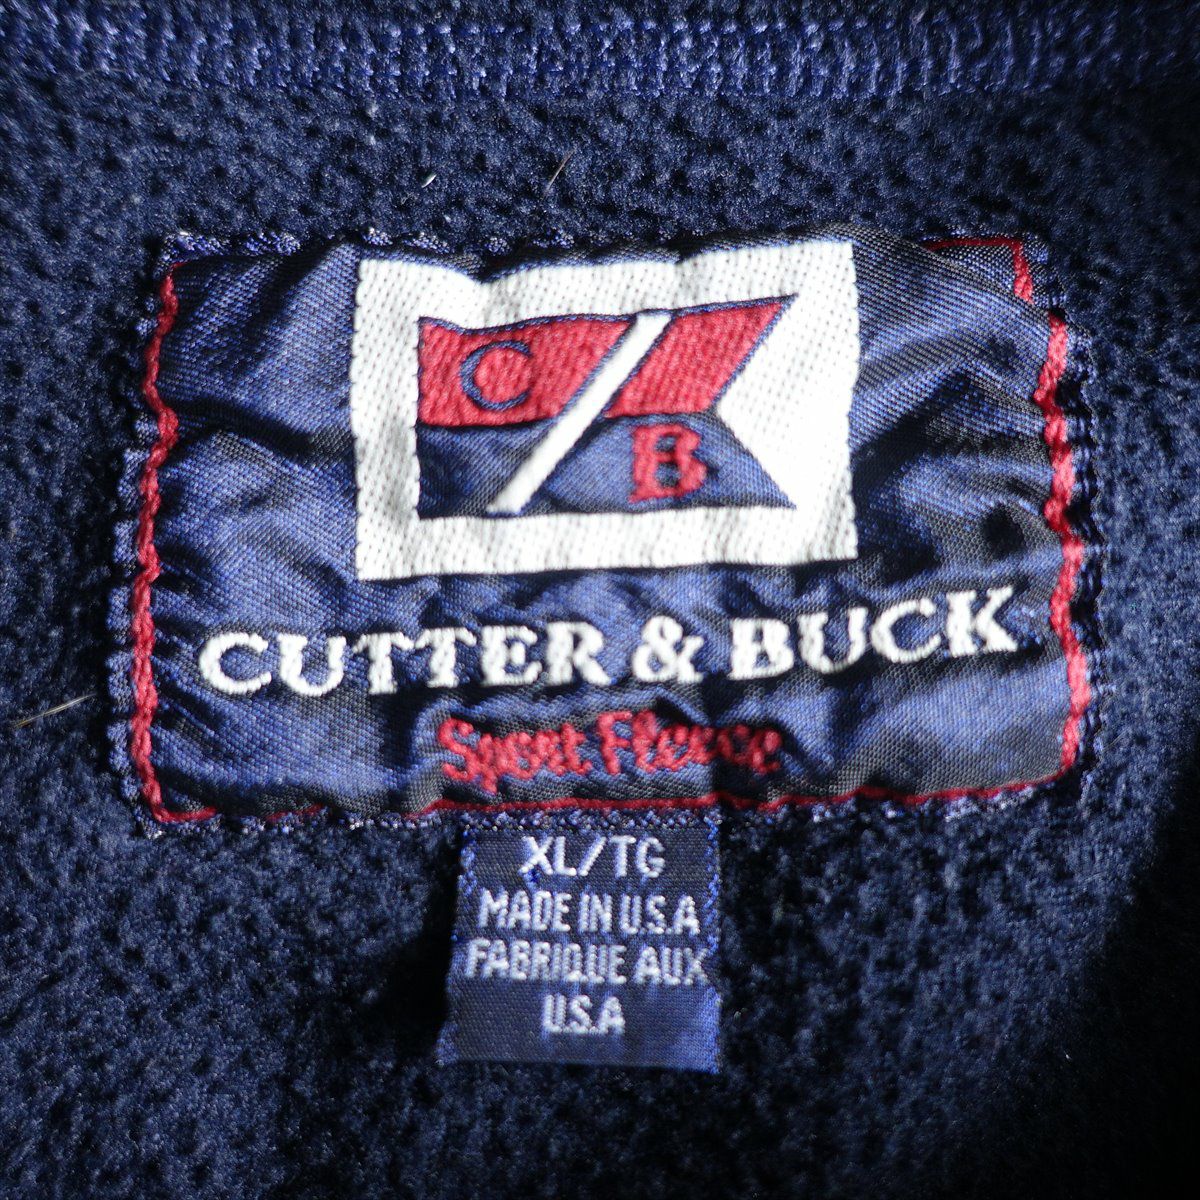 C
B
CUTTER & BUCK
Sport Fleece
XL/TG
MADE IN U.S.A
FABRIQUE AUX
U.S.A